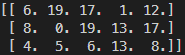 [[ 6. 19. 17.  1. 12.]
 [ 8.  0. 19. 13. 17.]
 [ 4.  5.  6. 13.  8.]]